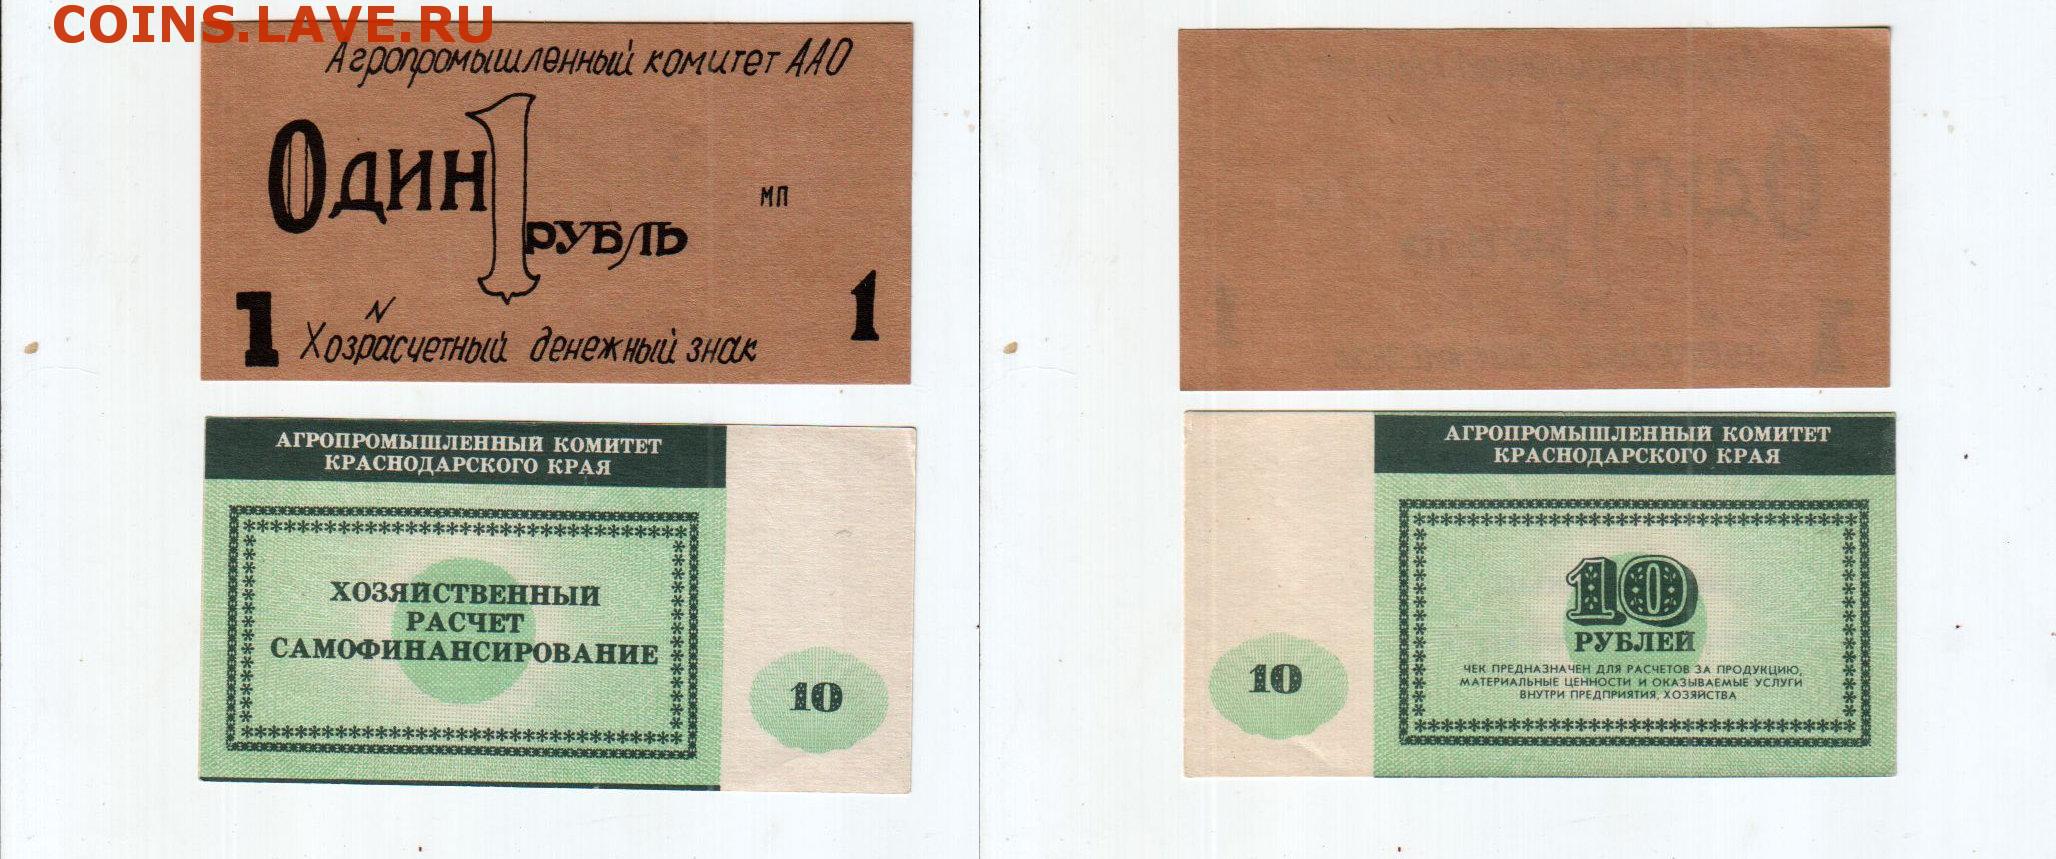 COINS.LAVE.RU
Агропромышленный комитет ААО
Один 1 рубль
МП
1
1
N
Хозрасчетный денежный знак
АГРОПРОМЫШЛЕННЫЙ КОМИТЕТ
КРАСНОДАРСКОГО КРАЯ
ХОЗЯЙСТВЕННЫЙ
РАСЧЕТ
САМОФИНАНСИРОВАНИЕ
10
АГРОПРОМЫШЛЕННЫЙ КОМИТЕТ
КРАСНОДАРСКОГО КРАЯ
10
РУБЛЕЙ
ЧЕК ПРЕДНАЗНАЧЕН ДЛЯ РАСЧЕТОВ ЗА ПРОДУКЦИЮ,
МАТЕРИАЛЬНЫЕ ЦЕННОСТИ И ОКАЗЫВАЕМЫЕ УСЛУГИ
ВНУТРИ ПРЕДПРИЯТИЯ, ХОЗЯЙСТВА
10